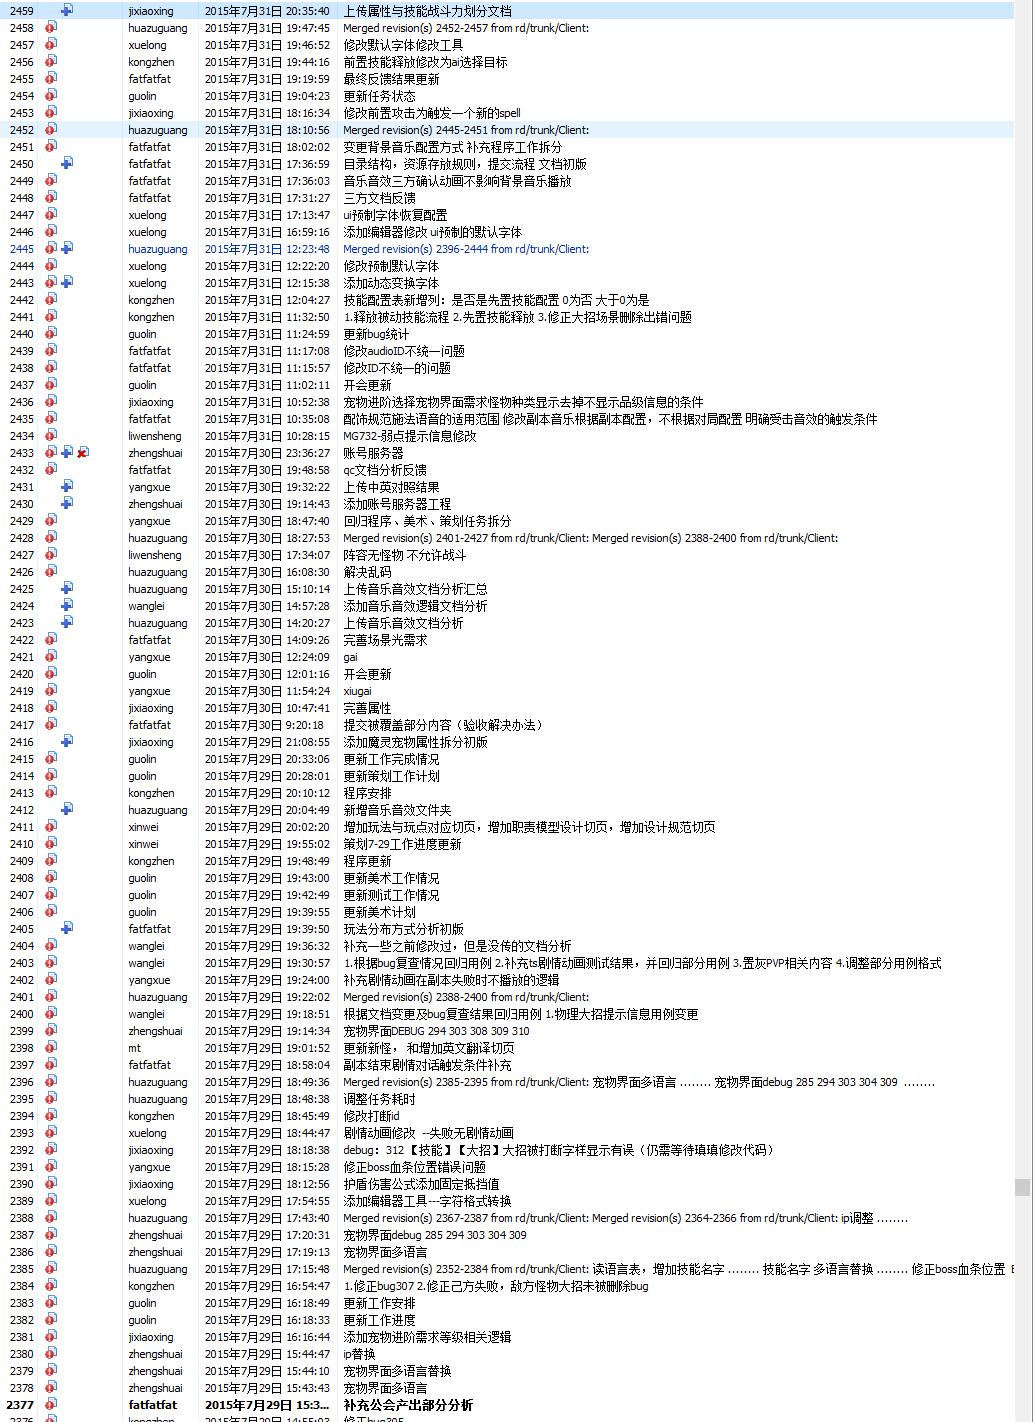 2459 jixiaoxing 2015年7月31日 20:35:40 上传属性与技能战斗力划分文档
2458 huazuguang 2015年7月31日 19:47:45 Merged revision(s) 2452-2457 from rd/trunk/Client:
2457 xuelong 2015年7月31日 19:46:52 修改默认字体修改工具
2456 kongzhen 2015年7月31日 19:44:16 前置技能释放修改为ai选择目标
2455 fatfatfat 2015年7月31日 19:19:59 最终反馈结果更新
2454 guolin 2015年7月31日 19:04:23 更新任务状态
2453 jixiaoxing 2015年7月31日 18:16:34 修改前置攻击为触发一个新的spell
2452 huazuguang 2015年7月31日 18:10:56 Merged revision(s) 2445-2451 from rd/trunk/Client:
2451 fatfatfat 2015年7月31日 18:02:02 变更背景音乐配置方式 补充程序工作拆分
2450 fatfatfat 2015年7月31日 17:36:59 目录结构，资源存放规则，提交流程 文档初版
2449 fatfatfat 2015年7月31日 17:36:03 音乐音效三方确认动画不影响背景音乐播放
2448 fatfatfat 2015年7月31日 17:31:27 三方文档反馈
2447 xuelong 2015年7月31日 17:13:47 ui预制字体恢复配置
2446 xuelong 2015年7月31日 16:59:16 添加编辑器修改 ui预制的默认字体
2445 huazuguang 2015年7月31日 12:23:48 Merged revision(s) 2396-2444 from rd/trunk/Client:
2444 xuelong 2015年7月31日 12:22:20 修改预制默认字体
2443 xuelong 2015年7月31日 12:15:38 添加动态变换字体
2442 kongzhen 2015年7月31日 12:04:27 技能配置表新增列：是否是先置技能配置 0为否 大于0为是
2441 kongzhen 2015年7月31日 11:32:50 1.释放被动技能流程 2.先置技能释放 3.修正大招场景删除出错问题
2440 guolin 2015年7月31日 11:24:59 更新bug统计
2439 fatfatfat 2015年7月31日 11:17:08 修改audioID不统一问题
2438 fatfatfat 2015年7月31日 11:15:57 修改ID不统一的问题
2437 guolin 2015年7月31日 11:02:11 开会更新
2436 jixiaoxing 2015年7月31日 10:52:38 宠物进阶选择宠物界面需求怪物种类显示去掉不显示品级信息的条件
2435 fatfatfat 2015年7月31日 10:35:08 配饰规范施法语音的适用范围 修改副本音乐根据副本配置，不根据对局配置 明确受击音效的触发条件
2434 liwensheng 2015年7月31日 10:28:15 MG732-弱点提示信息修改
2433 zhengshuai 2015年7月30日 23:36:27 账号服务器
2432 fatfatfat 2015年7月30日 19:48:58 qc文档分析反馈
2431 yangxue 2015年7月30日 19:32:22 上传中英对照结果
2430 zhengshuai 2015年7月30日 19:14:43 添加账号服务器工程
2429 yangxue 2015年7月30日 18:47:40 回归程序、美术、策划任务拆分
2428 huazuguang 2015年7月30日 18:27:53 Merged revision(s) 2401-2427 from rd/trunk/Client: Merged revision(s) 2388-2400 from rd/trunk/Client:
2427 liwensheng 2015年7月30日 17:34:07 阵容无怪物 不允许战斗
2426 huazuguang 2015年7月30日 16:08:30 解决乱码
2425 huazuguang 2015年7月30日 15:10:14 上传音乐音效文档分析汇总
2424 wanglei 2015年7月30日 14:57:28 添加音乐音效逻辑文档分析
2423 huazuguang 2015年7月30日 14:20:27 上传音乐音效文档分析
2422 fatfatfat 2015年7月30日 14:09:26 完善场景光需求
2421 yangxue 2015年7月30日 12:24:09 gai
2420 guolin 2015年7月30日 12:01:16 开会更新
2419 yangxue 2015年7月30日 11:54:24 xiugai
2418 jixiaoxing 2015年7月30日 10:47:41 完善属性
2417 fatfatfat 2015年7月30日 9:20:18 提交被覆盖部分内容（验收解决办法）
2416 jixiaoxing 2015年7月29日 21:08:55 添加魔灵宠物属性拆分初版
2415 guolin 2015年7月29日 20:33:06 更新工作完成情况
2414 guolin 2015年7月29日 20:28:01 更新策划工作计划
2413 kongzhen 2015年7月29日 20:10:12 程序安排
2412 huazuguang 2015年7月29日 20:04:49 新增音乐音效文件夹
2411 xinwei 2015年7月29日 20:02:20 增加玩法与玩点对应切页，增加职责模型设计切页，增加设计规范切页
2410 xinwei 2015年7月29日 19:55:02 策划7-29工作进度更新
2409 kongzhen 2015年7月29日 19:48:49 程序更新
2408 guolin 2015年7月29日 19:43:00 更新美术工作情况
2407 guolin 2015年7月29日 19:42:49 更新测试工作情况
2406 guolin 2015年7月29日 19:39:55 更新美术计划
2405 fatfatfat 2015年7月29日 19:39:50 玩法分布方式分析初版
2404 wanglei 2015年7月29日 19:36:32 补充一些之前修改过，但是没传的文档分析
2403 wanglei 2015年7月29日 19:30:57 1.根据bug复查情况回归用例 2.补充ts剧情动画测试结果，并回归部分用例 3.置灰PVP相关内容 4.调整部分用例格式
2402 yangxue 2015年7月29日 19:24:00 补充剧情动画在副本失败时不播放的逻辑
2401 huazuguang 2015年7月29日 19:22:02 Merged revision(s) 2388-2400 from rd/trunk/Client:
2400 wanglei 2015年7月29日 19:18:51 根据文档变更及bug复查结果回归用例 1.物理大招提示信息用例变更
2399 zhengshuai 2015年7月29日 19:14:34 宠物界面DEBUG 294 303 308 309 310
2398 mt 2015年7月29日 19:01:52 更新新怪， 和增加英文翻译切页
2397 fatfatfat 2015年7月29日 18:58:04 副本结束剧情对话触发条件补充
2396 huazuguang 2015年7月29日 18:49:36 Merged revision(s) 2385-2395 from rd/trunk/Client: 宠物界面多语言 ........ 宠物界面debug 285 294 303 304 309 ........
2395 huazuguang 2015年7月29日 18:48:38 调整任务耗时
2394 kongzhen 2015年7月29日 18:45:49 修改打断id
2393 xuelong 2015年7月29日 18:44:47 剧情动画修改 --失败无剧情动画
2392 jixiaoxing 2015年7月29日 18:18:38 debug：312【技能】【大招】大招被打断字样显示有误（仍需等待填填修改代码）
2391 yangxue 2015年7月29日 18:15:28 修正boss血条位置错误问题
2390 jixiaoxing 2015年7月29日 18:12:56 护盾伤害公式添加固定抵挡值
2389 xuelong 2015年7月29日 17:54:55 添加编辑器工具---字符格式转换
2388 huazuguang 2015年7月29日 17:43:40 Merged revision(s) 2367-2387 from rd/trunk/Client: Merged revision(s) 2364-2366 from rd/trunk/Client: ip调整 ........
2387 zhengshuai 2015年7月29日 17:20:31 宠物界面debug 285 294 303 304 309
2386 zhengshuai 2015年7月29日 17:19:13 宠物界面多语言
2385 huazuguang 2015年7月29日 17:15:48 Merged revision(s) 2352-2384 from rd/trunk/Client: 读语言表，增加技能名字 ........ 技能名字 多语言替换 ........ 修正boss血条位置
2384 kongzhen 2015年7月29日 16:54:47 1.修正bug307 2.修正己方失败，敌方怪物大招未被删除bug
2383 guolin 2015年7月29日 16:18:49 更新工作安排
2382 guolin 2015年7月29日 16:18:33 更新工作进度
2381 jixiaoxing 2015年7月29日 16:16:44 添加宠物进阶需求等级相关逻辑
2380 zhengshuai 2015年7月29日 15:44:47 ip替换
2379 zhengshuai 2015年7月29日 15:44:10 宠物界面多语言替换
2378 zhengshuai 2015年7月29日 15:43:43 宠物界面多语言
2377 fatfatfat 2015年7月29日 15:3... 补充公会产出部分分析